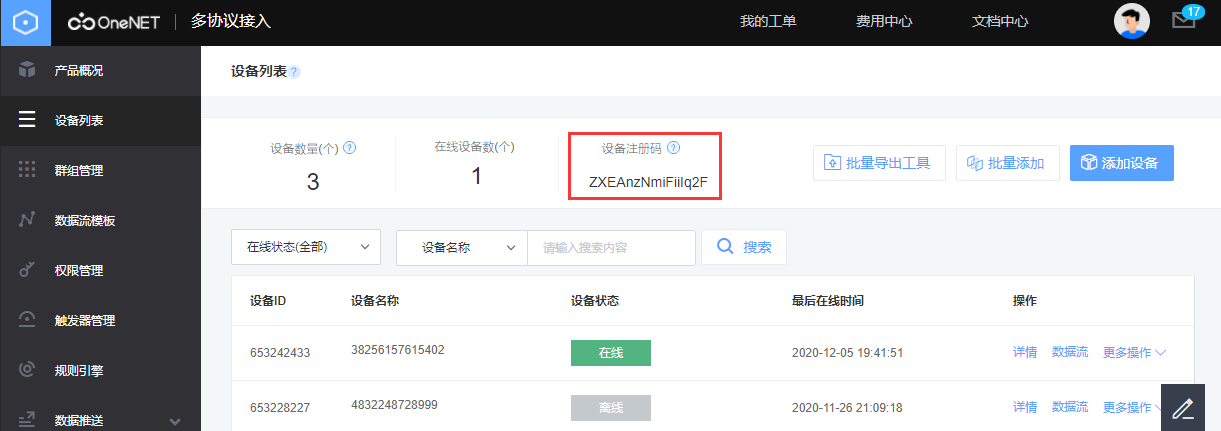 OneNET 多协议接入 我的工单 费用中心 文档中心 17
产品概况
设备列表
群组管理
数据流模板
权限管理
触发器管理
规则引擎
数据推送
设备列表 ?
设备数量(个) ? 在线设备数(个) 设备注册码 ?
3 1 ZXEAnzNmiFiiIq2F
批量导出工具 批量添加 添加设备
在线状态(全部) 设备名称 请输入搜索内容 搜索
设备ID 设备名称 设备状态 最后在线时间 操作
653242433 38256157615402 在线 2020-12-05 19:41:51 详情 数据流 更多操作
653228227 4832248728999 离线 2020-11-26 21:09:18 详情 数据流 更多操作